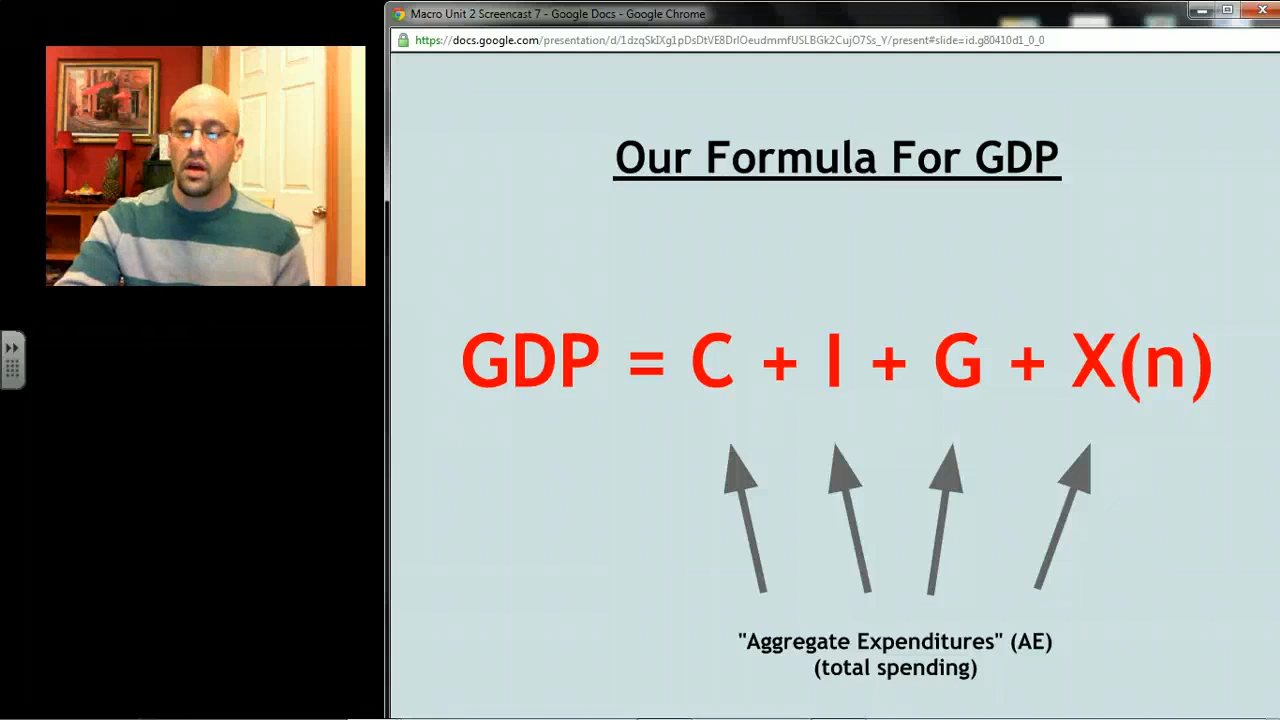 Macro Unit 2 Screencast 7 - Google Docs - Google Chrome
https://docs.google.com/presentation/d/1dzqSkIXg1pDsDtVE8DrIOeudmmfUSLBGk2CujO7Ss_Y/present#slide=id.g80410d1_0_0
Our Formula For GDP
GDP = C + I + G + X(n)
"Aggregate Expenditures" (AE)
(total spending)